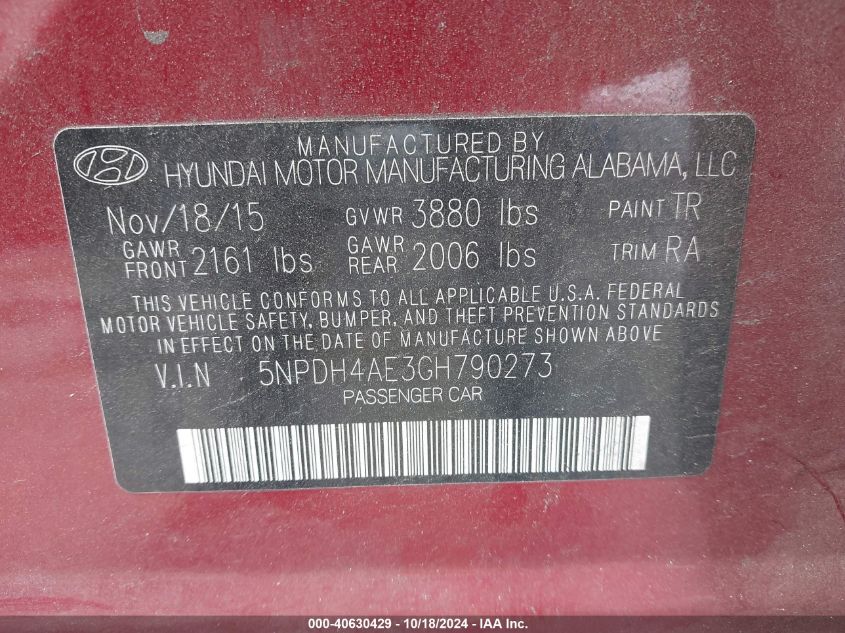 MANUFACTURED BY
HYUNDAI MOTOR MANUFACTURING ALABAMA, LLC
Nov/18/15 GVWR 3880 lbs PAINT TR
GAWR FRONT 2161 lbs GAWR REAR 2006 lbs TRIM RA
THIS VEHICLE CONFORMS TO ALL APPLICABLE U.S.A. FEDERAL
MOTOR VEHICLE SAFETY, BUMPER, AND THEFT PREVENTION STANDARDS
IN EFFECT ON THE DATE OF MANUFACTURE SHOWN ABOVE.
V.I.N 5NPDH4AE3GH790273
PASSENGER CAR
000-40630429 - 10/18/2024 - IAA Inc.